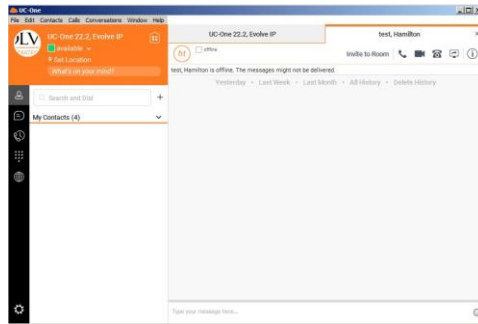 UC-One
File Edit Contacts Calls Conversations Window Help
UC-One 22.2, Evolve IP
available
Set Location
What's on your mind?
Search and Dial
My Contacts (4)
UC-One 22.2, Evolve IP
test, Hamilton
ht
offline
Invite to Room
test, Hamilton is offline. The messages might not be delivered.
Yesterday • Last Week • Last Month • All History • Delete History
Type your message here...